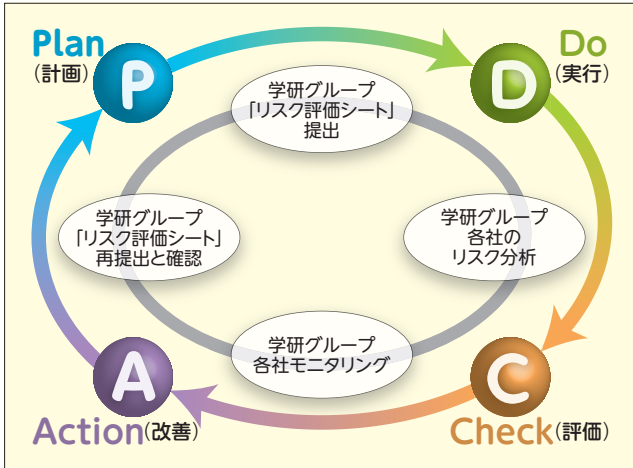 Plan
(計画)
P
Do
(実行)
D
学研グループ
「リスク評価シート」
提出
学研グループ
「リスク評価シート」
再提出と確認
学研グループ
各社の
リスク分析
学研グループ
各社モニタリング
A
Action(改善)
C
Check(評価)